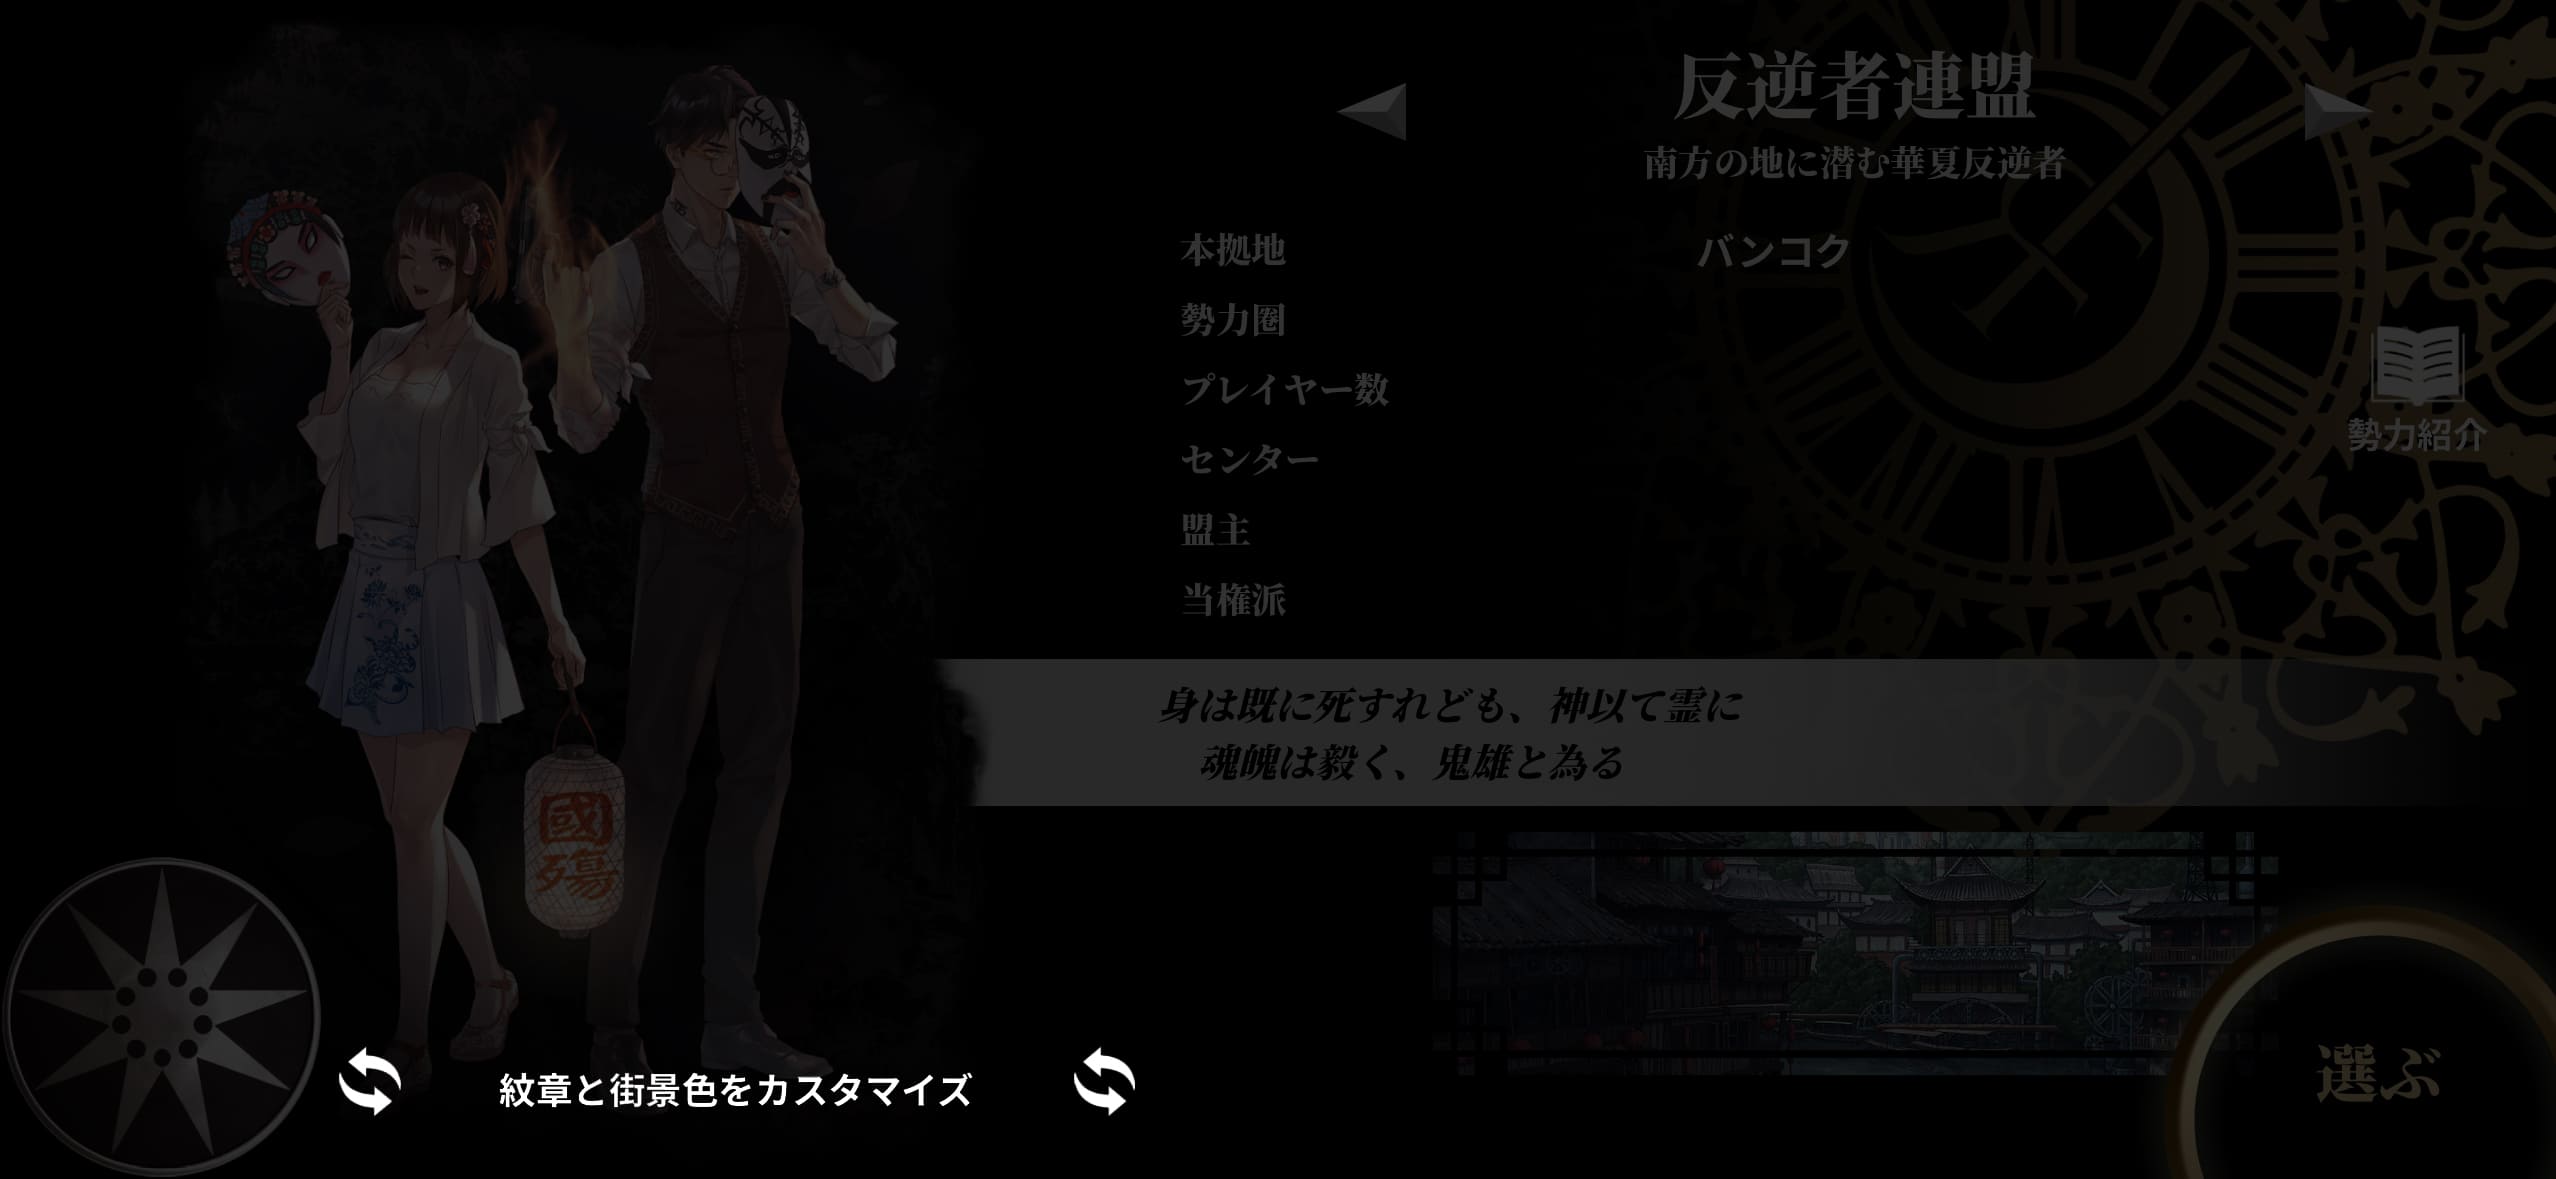 反逆者連盟
南方の地に潜む華夏反逆者
本拠地 バンコク
勢力圏
プレイヤー数
センター
盟主
当権派
勢力紹介
身は既に死すれども、神以て霊に
魂魄は毅く、鬼雄と為る
國殤
紋章と街景色をカスタマイズ
選ぶ